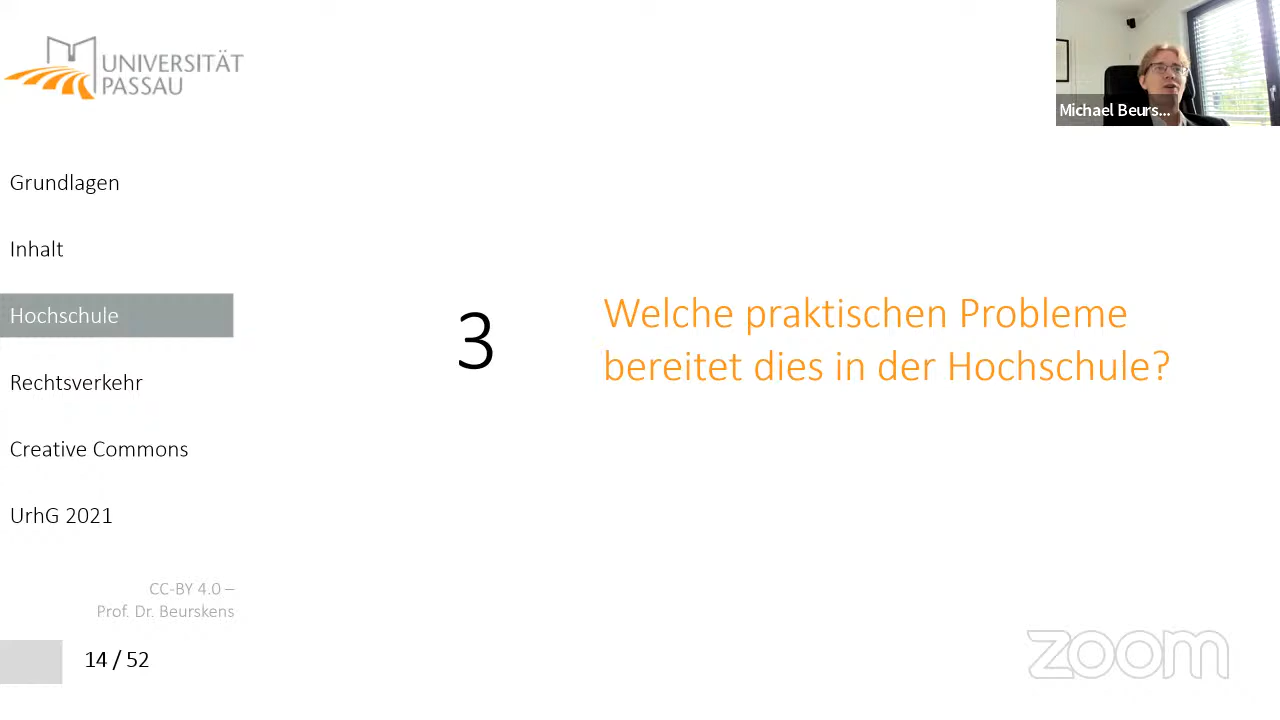 UNIVERSITÄT
PASSAU
Michael Beurs...
Grundlagen
Inhalt
Hochschule
Rechtsverkehr
Creative Commons
UrhG 2021
3
Welche praktischen Probleme
bereitet dies in der Hochschule?
CC-BY 4.0 –
Prof. Dr. Beurskens
14 / 52
zoom